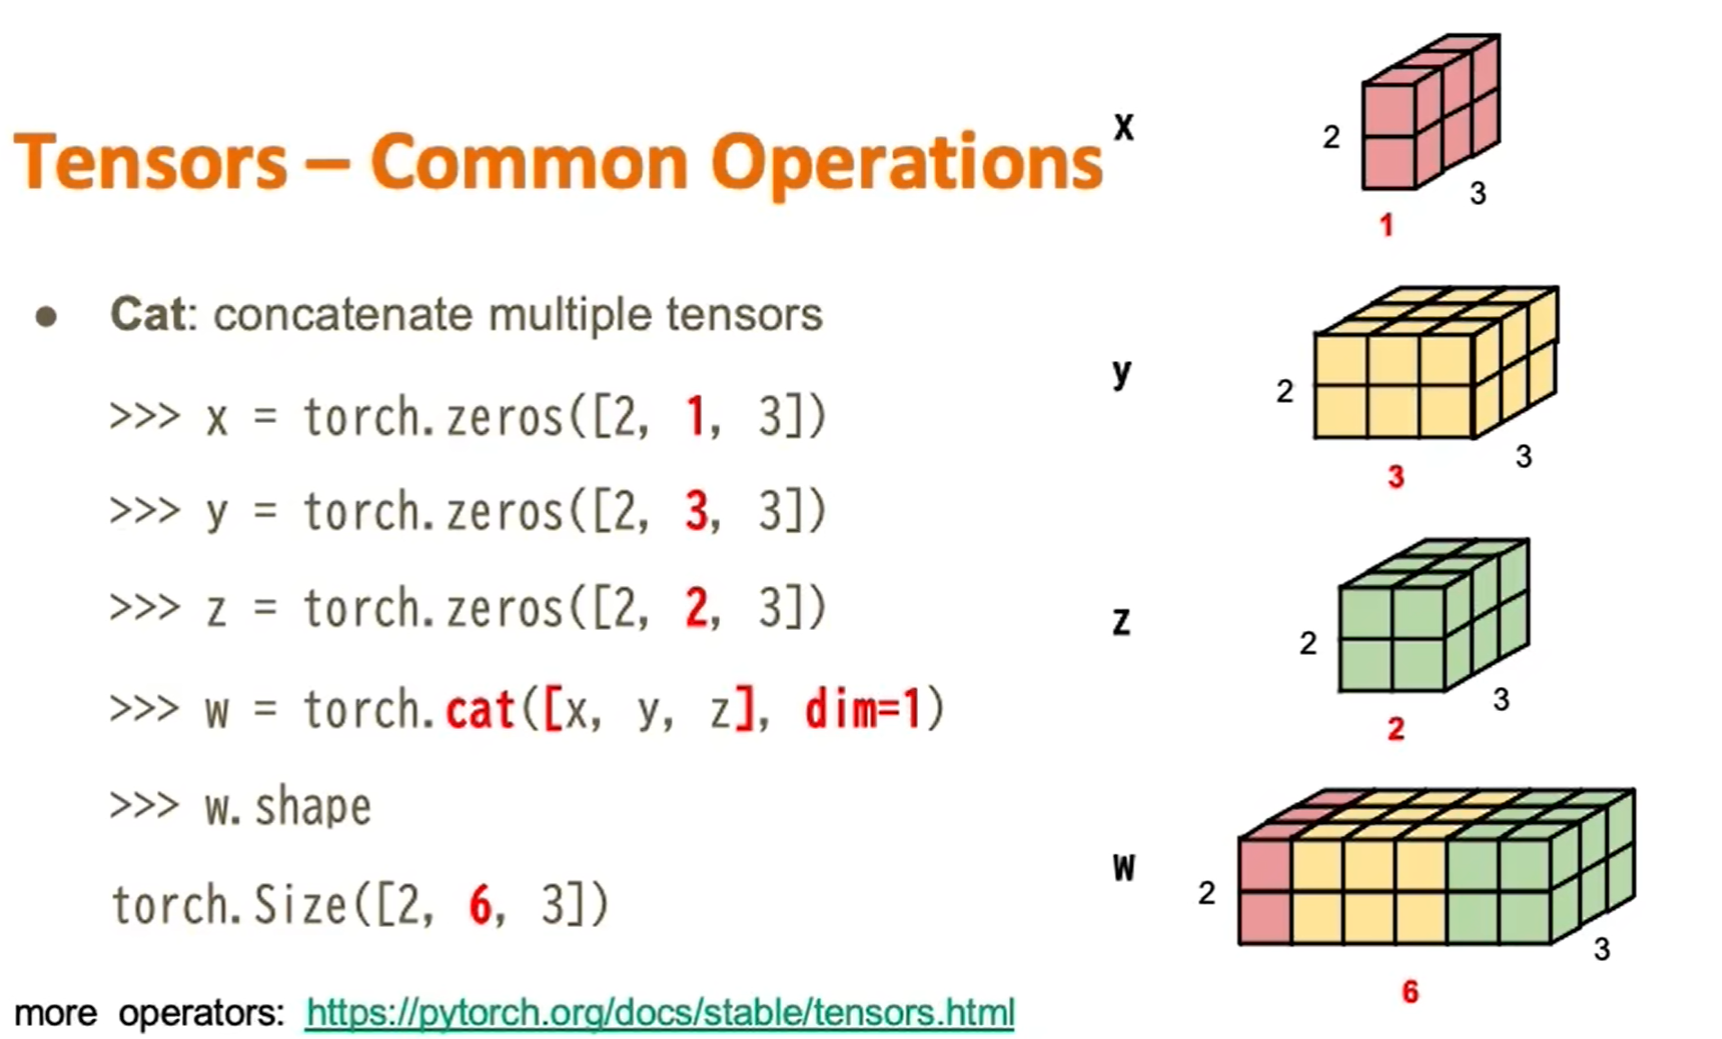 Tensors – Common Operations
● Cat: concatenate multiple tensors
>>> x = torch.zeros([2, 1, 3])
>>> y = torch.zeros([2, 3, 3])
>>> z = torch.zeros([2, 2, 3])
>>> w = torch.cat([x, y, z], dim=1)
>>> w.shape
torch.Size([2, 6, 3])
more operators: https://pytorch.org/docs/stable/tensors.html
x
2
3
1
y
2
3
3
z
2
3
2
w
2
3
6